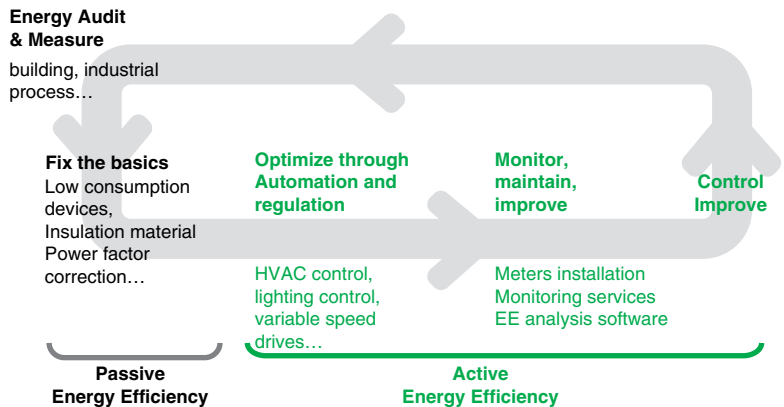 Energy Audit
& Measure
building, industrial
process…
Fix the basics
Low consumption
devices,
Insulation material
Power factor
correction…
Optimize through
Automation and
regulation
Monitor,
maintain,
improve
Control
Improve
HVAC control,
lighting control,
variable speed
drives…
Meters installation
Monitoring services
EE analysis software
Passive
Energy Efficiency
Active
Energy Efficiency